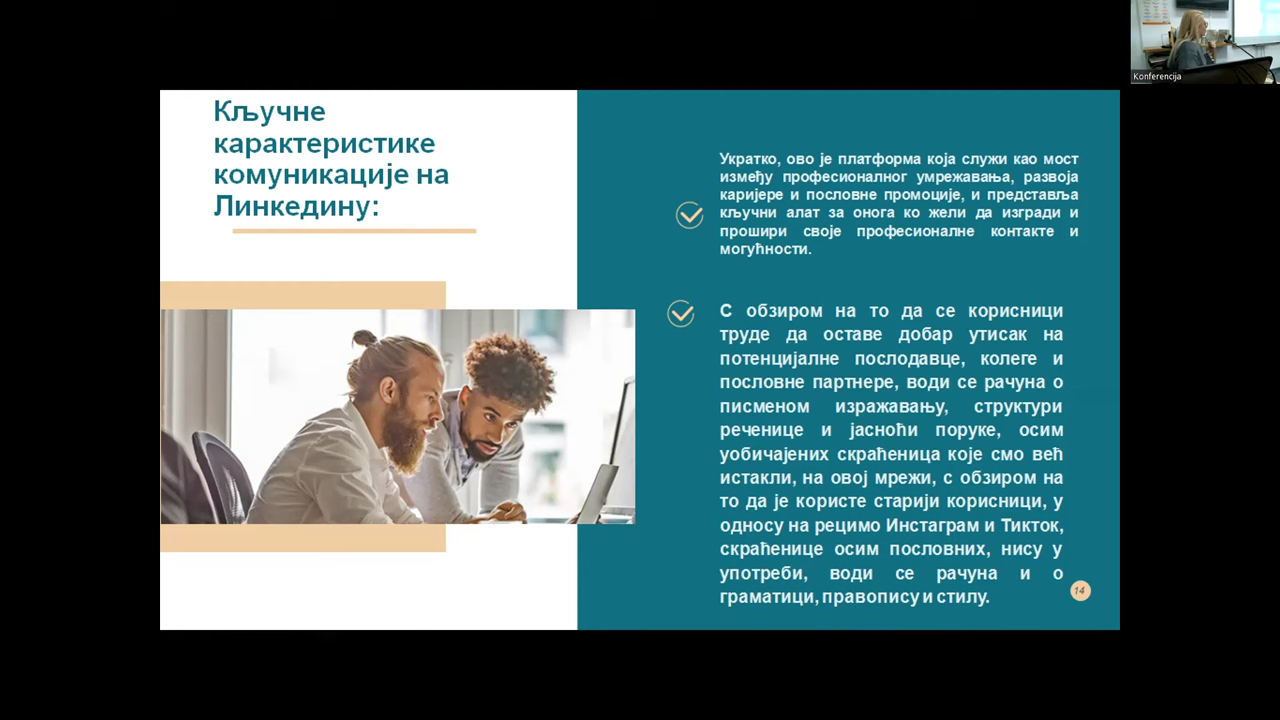 Кључне
карактеристике
комуникације на
Линкедину:
Укратко, ово је платформа која служи као мост
између професионалног умрежавања, развоја
каријере и пословне промоције, и представља
кључни алат за онога ко жели да изгради и
прошири своје професионалне контакте и
могућности.
С обзиром на то да се корисници
труде да оставе добар утисак на
потенцијалне послодавце, колеге и
пословне партнере, води се рачуна о
писменом изражавању, структури
реченице и јасноћи поруке, осим
уобичајених скраћеница које смо већ
истакли, на овој мрежи, с обзиром на
то да је користе старији корисници, у
односу на рецимо Инстаграм и Тикток,
скраћенице осим пословних, нису у
употреби, води се рачуна и о
граматици, правопису и стилу.
14
Konferencija